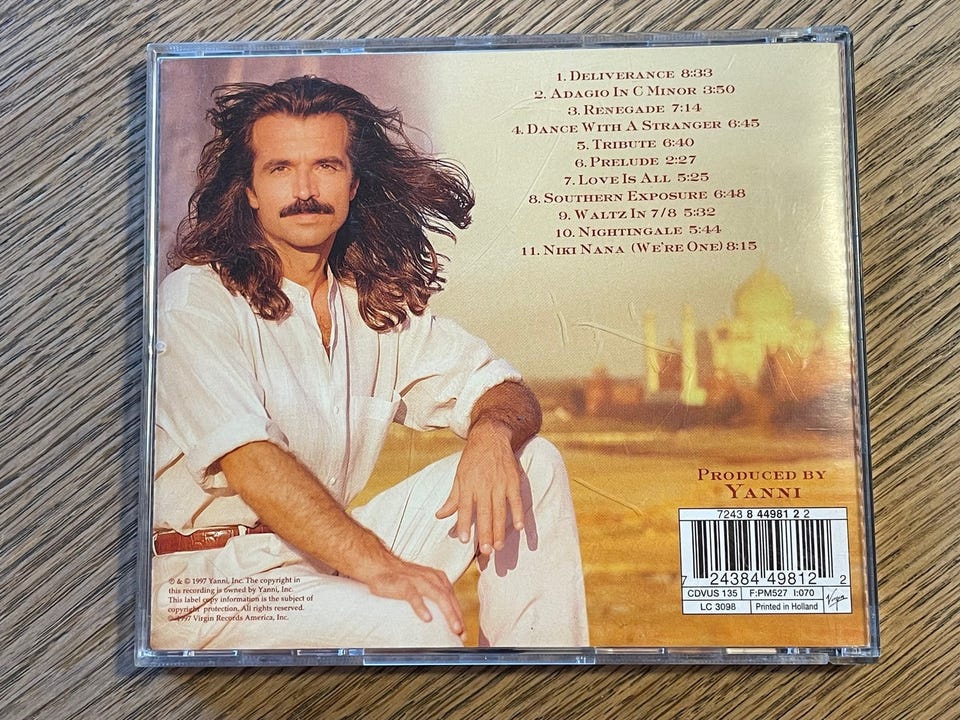 1. Deliverance 8:33
2. Adagio In C Minor 3:50
3. Renegade 7:14
4. Dance With A Stranger 6:45
5. Tribute 6:40
6. Prelude 2:27
7. Love Is All 5:25
8. Southern Exposure 6:48
9. Waltz In 7/8 5:32
10. Nightingale 5:44
11. Niki Nana (We're One) 8:15
Produced by
Yanni
7243 8 44981 2 2
7 24384 49812 2
CDVUS 135 F:PM527 I:070
LC 3098 Printed in Holland
Virgin
℗ & © 1997 Yanni, Inc. The copyright in
this recording is owned by Yanni, Inc.
This label copy information is the subject of
copyright protection. All rights reserved.
© 1997 Virgin Records America, Inc.